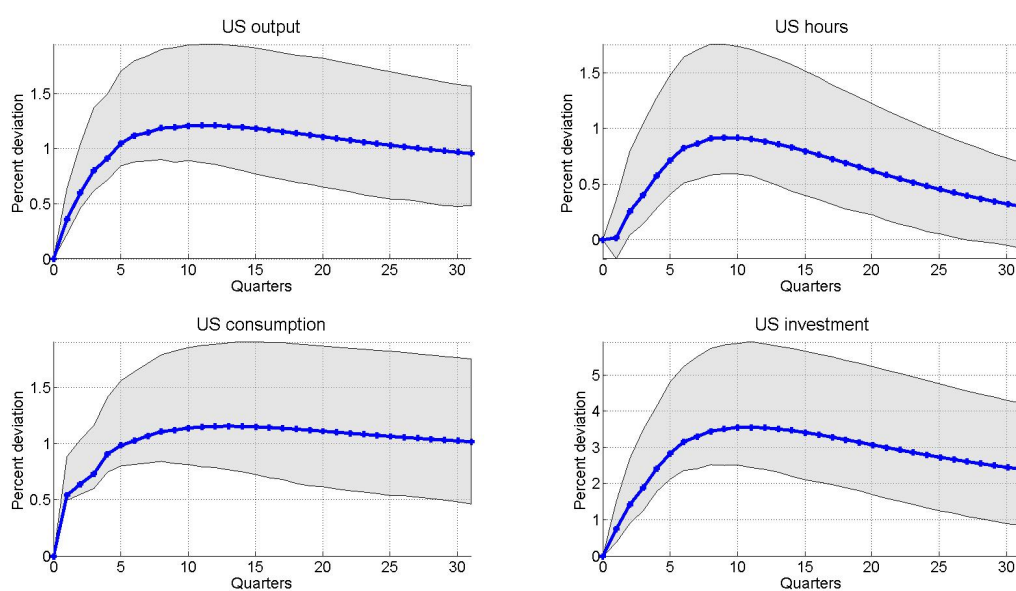 US output
Percent deviation
1.5
1
0.5
0
0 5 10 15 20 25 30
Quarters
US hours
Percent deviation
1.5
1
0.5
0
0 5 10 15 20 25 30
Quarters
US consumption
Percent deviation
1.5
1
0.5
0
0 5 10 15 20 25 30
Quarters
US investment
Percent deviation
5
4
3
2
1
0
0 5 10 15 20 25 30
Quarters